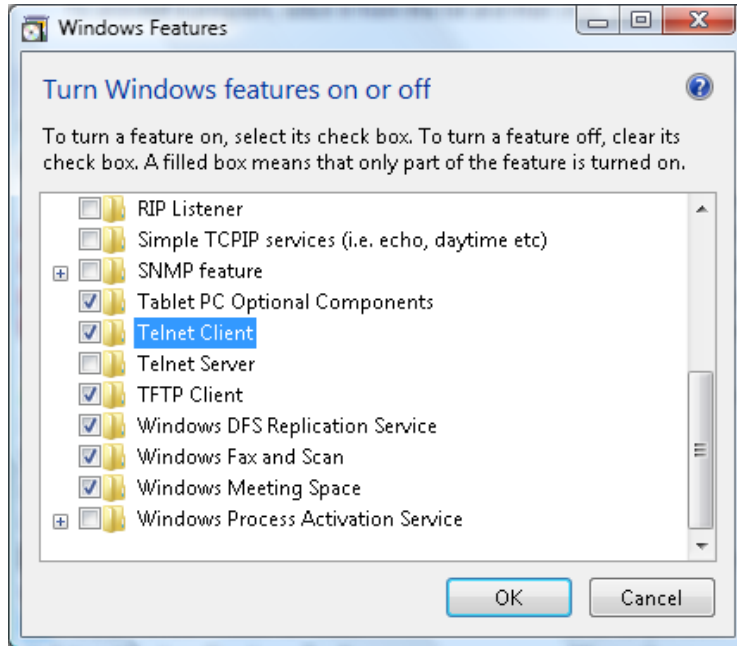 Windows Features
Turn Windows features on or off
To turn a feature on, select its check box. To turn a feature off, clear its
check box. A filled box means that only part of the feature is turned on.
RIP Listener
Simple TCPIP services (i.e. echo, daytime etc)
SNMP feature
Tablet PC Optional Components
Telnet Client
Telnet Server
TFTP Client
Windows DFS Replication Service
Windows Fax and Scan
Windows Meeting Space
Windows Process Activation Service
OK
Cancel